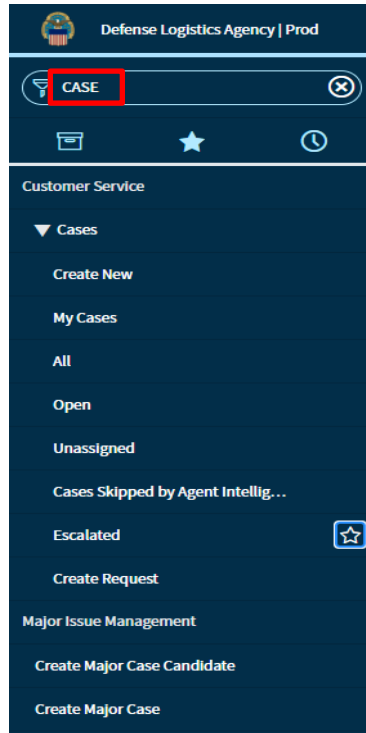 Defense Logistics Agency | Prod
CASE
Customer Service
Cases
Create New
My Cases
All
Open
Unassigned
Cases Skipped by Agent Intellig...
Escalated
Create Request
Major Issue Management
Create Major Case Candidate
Create Major Case